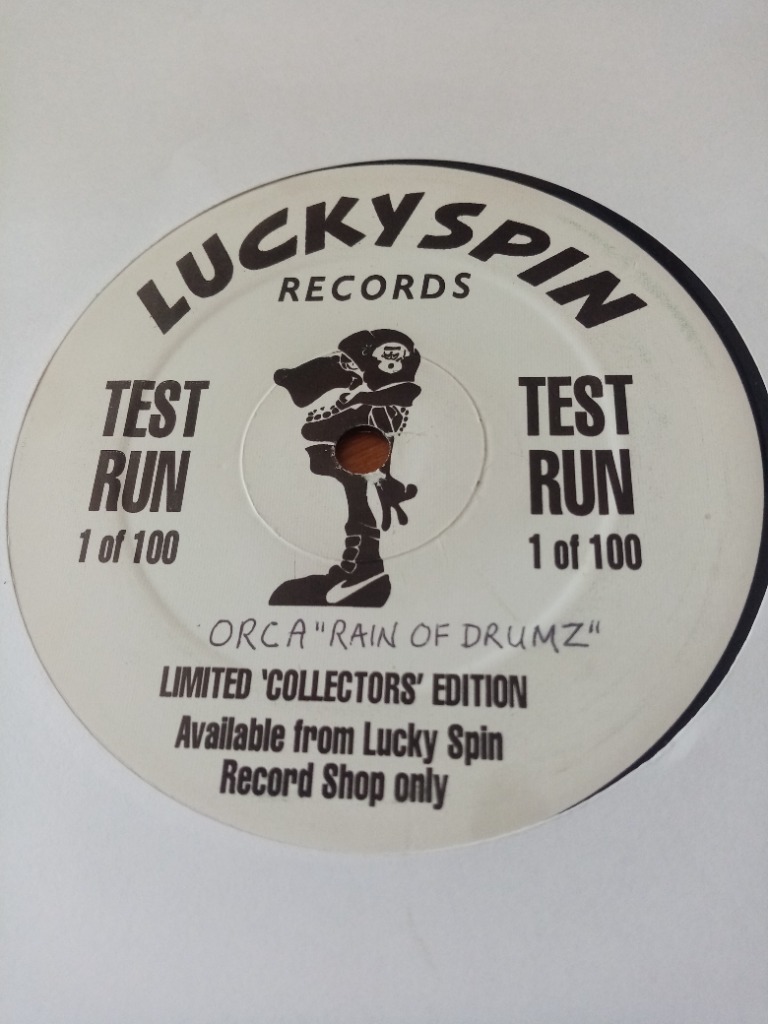 LUCKYSPIN
RECORDS
TEST
RUN
1 of 100
TEST
RUN
1 of 100
ORCA "RAIN OF DRUMZ"
LIMITED 'COLLECTORS' EDITION
Available from Lucky Spin
Record Shop only